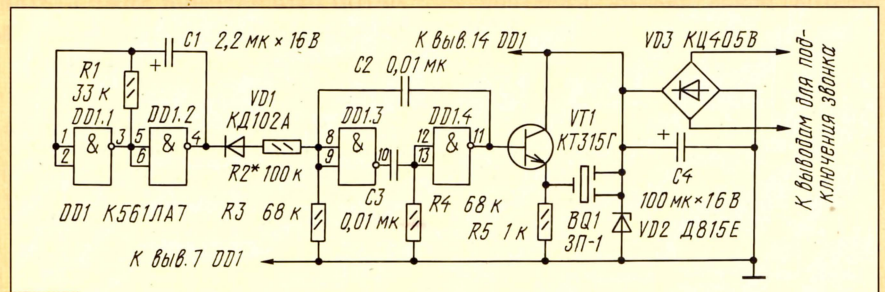 C1 2,2 мк × 16 В
R1
33 к
DD1.1
DD1.2
1
2
&
3
5
6
&
4
VD1
КД102А
R2* 100 к
К выв. 14 DD1
C2 0,01 мк
DD1.3
DD1.4
8
9
&
10
12
13
&
11
C3
0,01 мк
R3 68 к
R4 68 к
DD1 К561ЛА7
К выв. 7 DD1
VT1
КТ315Г
R5 1 к
BQ1
ЗП-1
VD3 КЦ405В
+
C4
100 мк × 16 В
VD2 Д815Е
+
К выводам для под-
ключения звонка